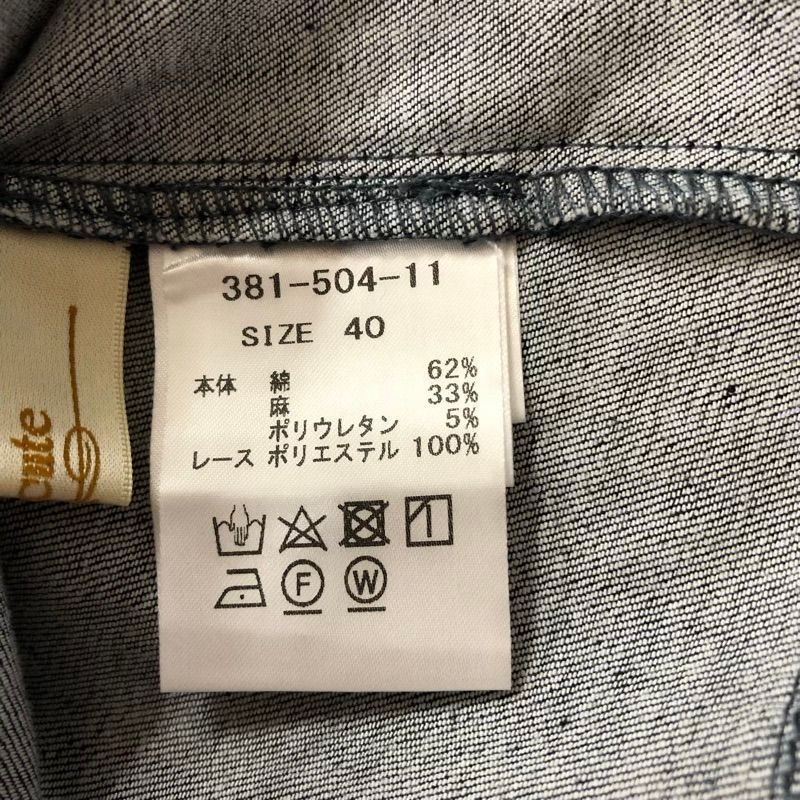 381-504-11
SIZE 40
本体 綿 62%
麻 33%
ポリウレタン 5%
レース ポリエステル 100%
F W